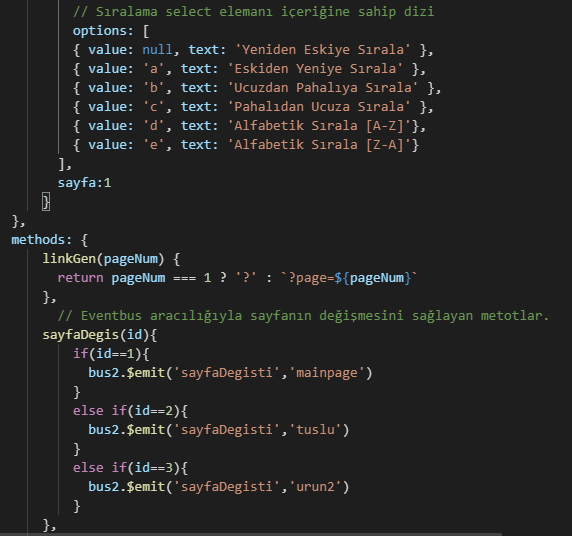 // Sıralama select elemanı içeriğine sahip dizi
options: [
{ value: null, text: 'Yeniden Eskiye Sırala' },
{ value: 'a', text: 'Eskiden Yeniye Sırala' },
{ value: 'b', text: 'Ucuzdan Pahalıya Sırala' },
{ value: 'c', text: 'Pahalıdan Ucuza Sırala' },
{ value: 'd', text: 'Alfabetik Sırala [A-Z]'},
{ value: 'e', text: 'Alfabetik Sırala [Z-A]'}
],
sayfa:1
}
},
methods: {
linkGen(pageNum) {
return pageNum === 1 ? '?' : `?page=${pageNum}`
},
// Eventbus aracılığıyla sayfanın değişmesini sağlayan metotlar.
sayfaDegis(id){
if(id==1){
bus2.$emit('sayfaDegisti','mainpage')
}
else if(id==2){
bus2.$emit('sayfaDegisti','tuslu')
}
else if(id==3){
bus2.$emit('sayfaDegisti','urun2')
}
},